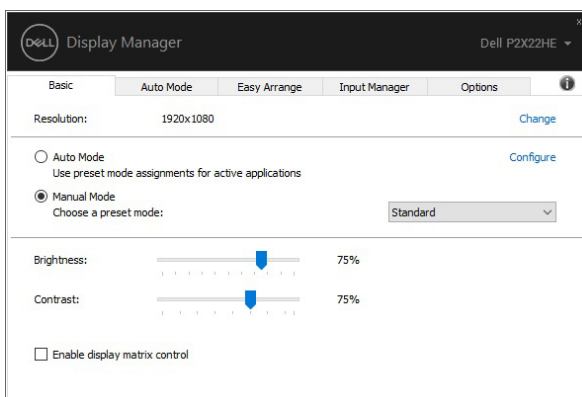 DELL Display Manager Dell P2X22HE
Basic Auto Mode Easy Arrange Input Manager Options
Resolution: 1920x1080 Change
Auto Mode Configure
Use preset mode assignments for active applications
Manual Mode
Choose a preset mode: Standard
Brightness: 75%
Contrast: 75%
Enable display matrix control